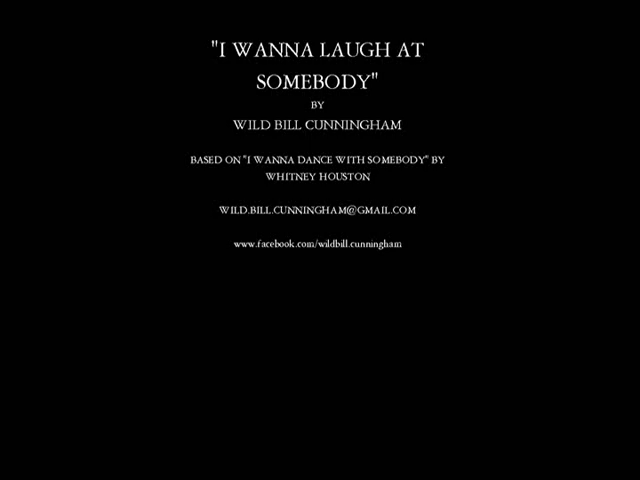 "I WANNA LAUGH AT
SOMEBODY"
BY
WILD BILL CUNNINGHAM
BASED ON "I WANNA DANCE WITH SOMEBODY" BY
WHITNEY HOUSTON
WILD.BILL.CUNNINGHAM@GMAIL.COM
www.facebook.com/wildbill.cunningham